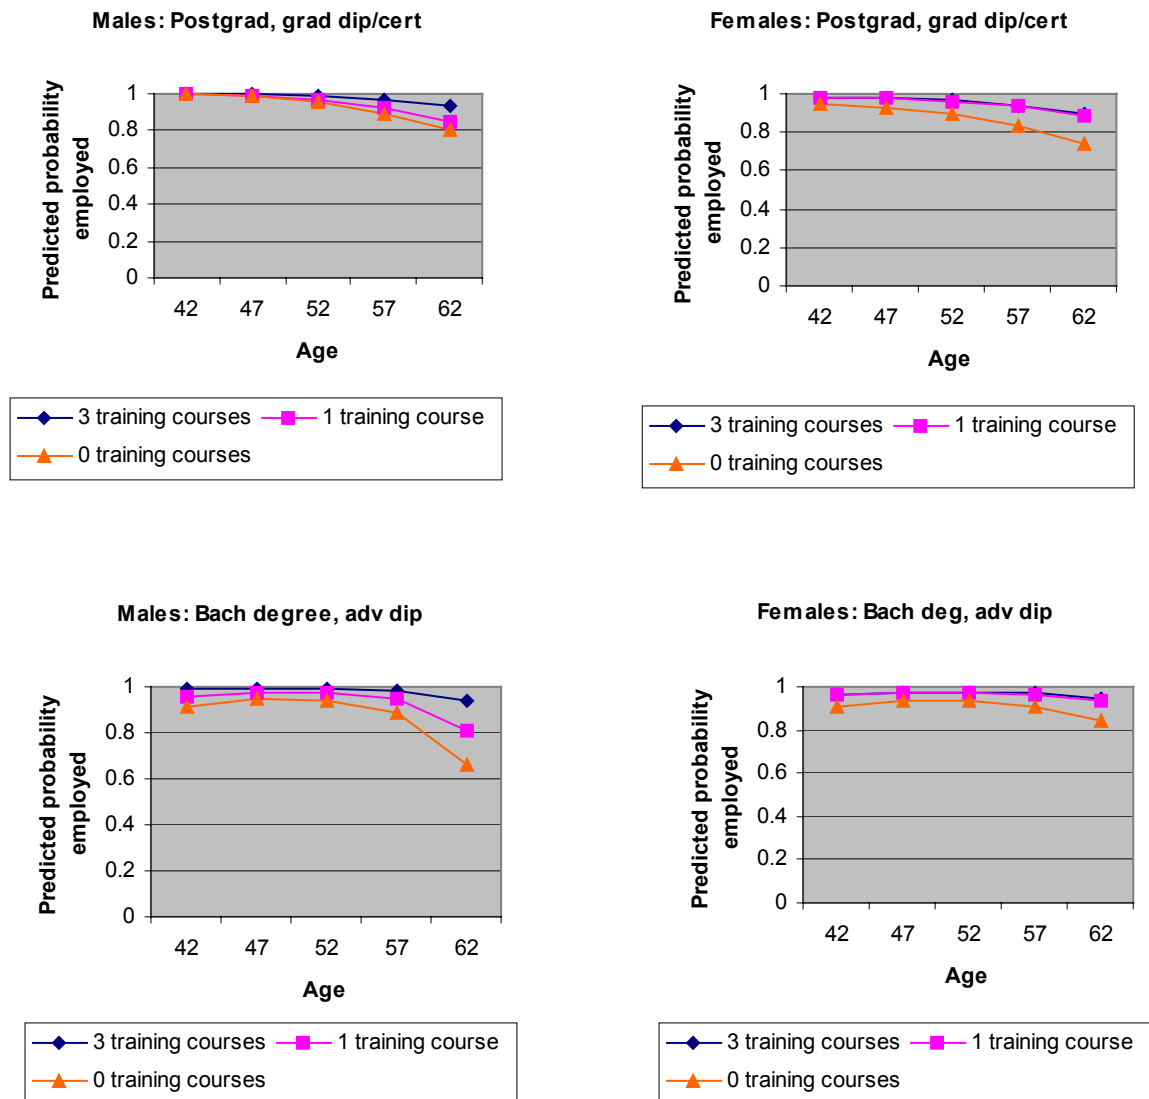 Males: Postgrad, grad dip/cert
Predicted probability
employed
1
0.8
0.6
0.4
0.2
0
42 47 52 57 62
Age
3 training courses 1 training course
0 training courses
Females: Postgrad, grad dip/cert
Predicted probability
employed
1
0.8
0.6
0.4
0.2
0
42 47 52 57 62
Age
3 training courses 1 training course
0 training courses
Males: Bach degree, adv dip
Predicted probability
employed
1
0.8
0.6
0.4
0.2
0
42 47 52 57 62
Age
3 training courses 1 training course
0 training courses
Females: Bach deg, adv dip
Predicted probability
employed
1
0.8
0.6
0.4
0.2
0
42 47 52 57 62
Age
3 training courses 1 training course
0 training courses